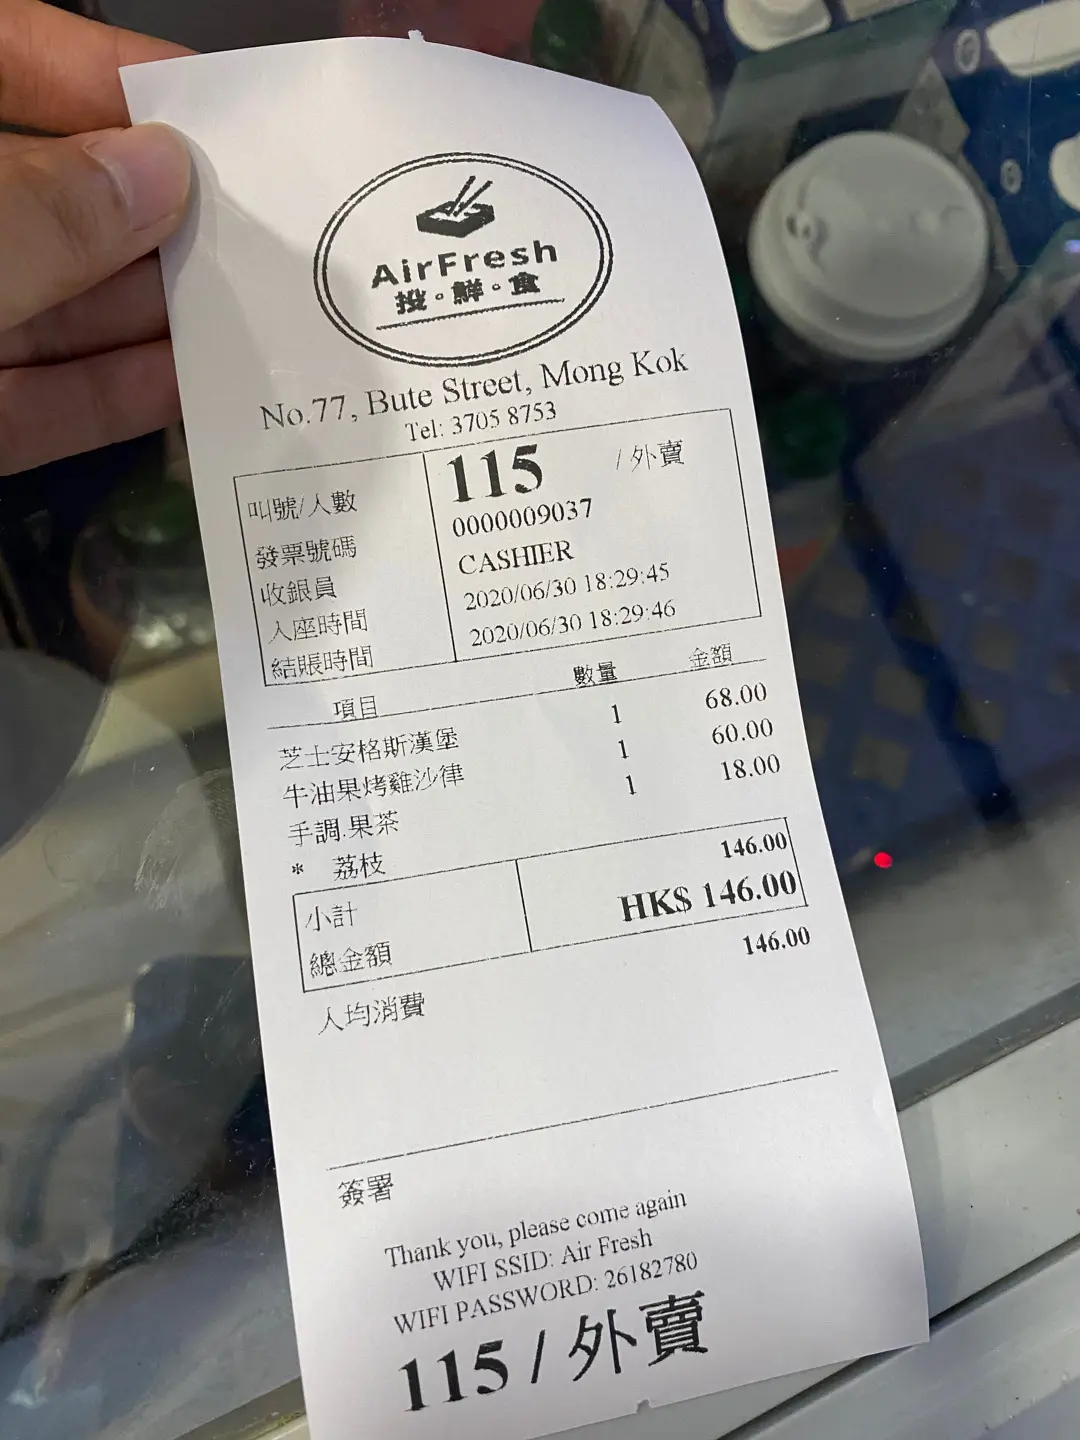 AirFresh
投·鮮·食
No.77, Bute Street, Mong Kok
Tel: 3705 8753
叫號/人數 115 /外賣
發票號碼 0000009037
收銀員 CASHIER
入座時間 2020/06/30 18:29:45
結賬時間 2020/06/30 18:29:46
項目 數量 金額
芝士安格斯漢堡 1 68.00
牛油果烤雞沙律 1 60.00
手調.果茶 1 18.00
* 荔枝
小計 146.00
總金額 HK$ 146.00
人均消費 146.00
簽署
Thank you, please come again
WIFI SSID: Air Fresh
WIFI PASSWORD: 26182780
115 / 外賣